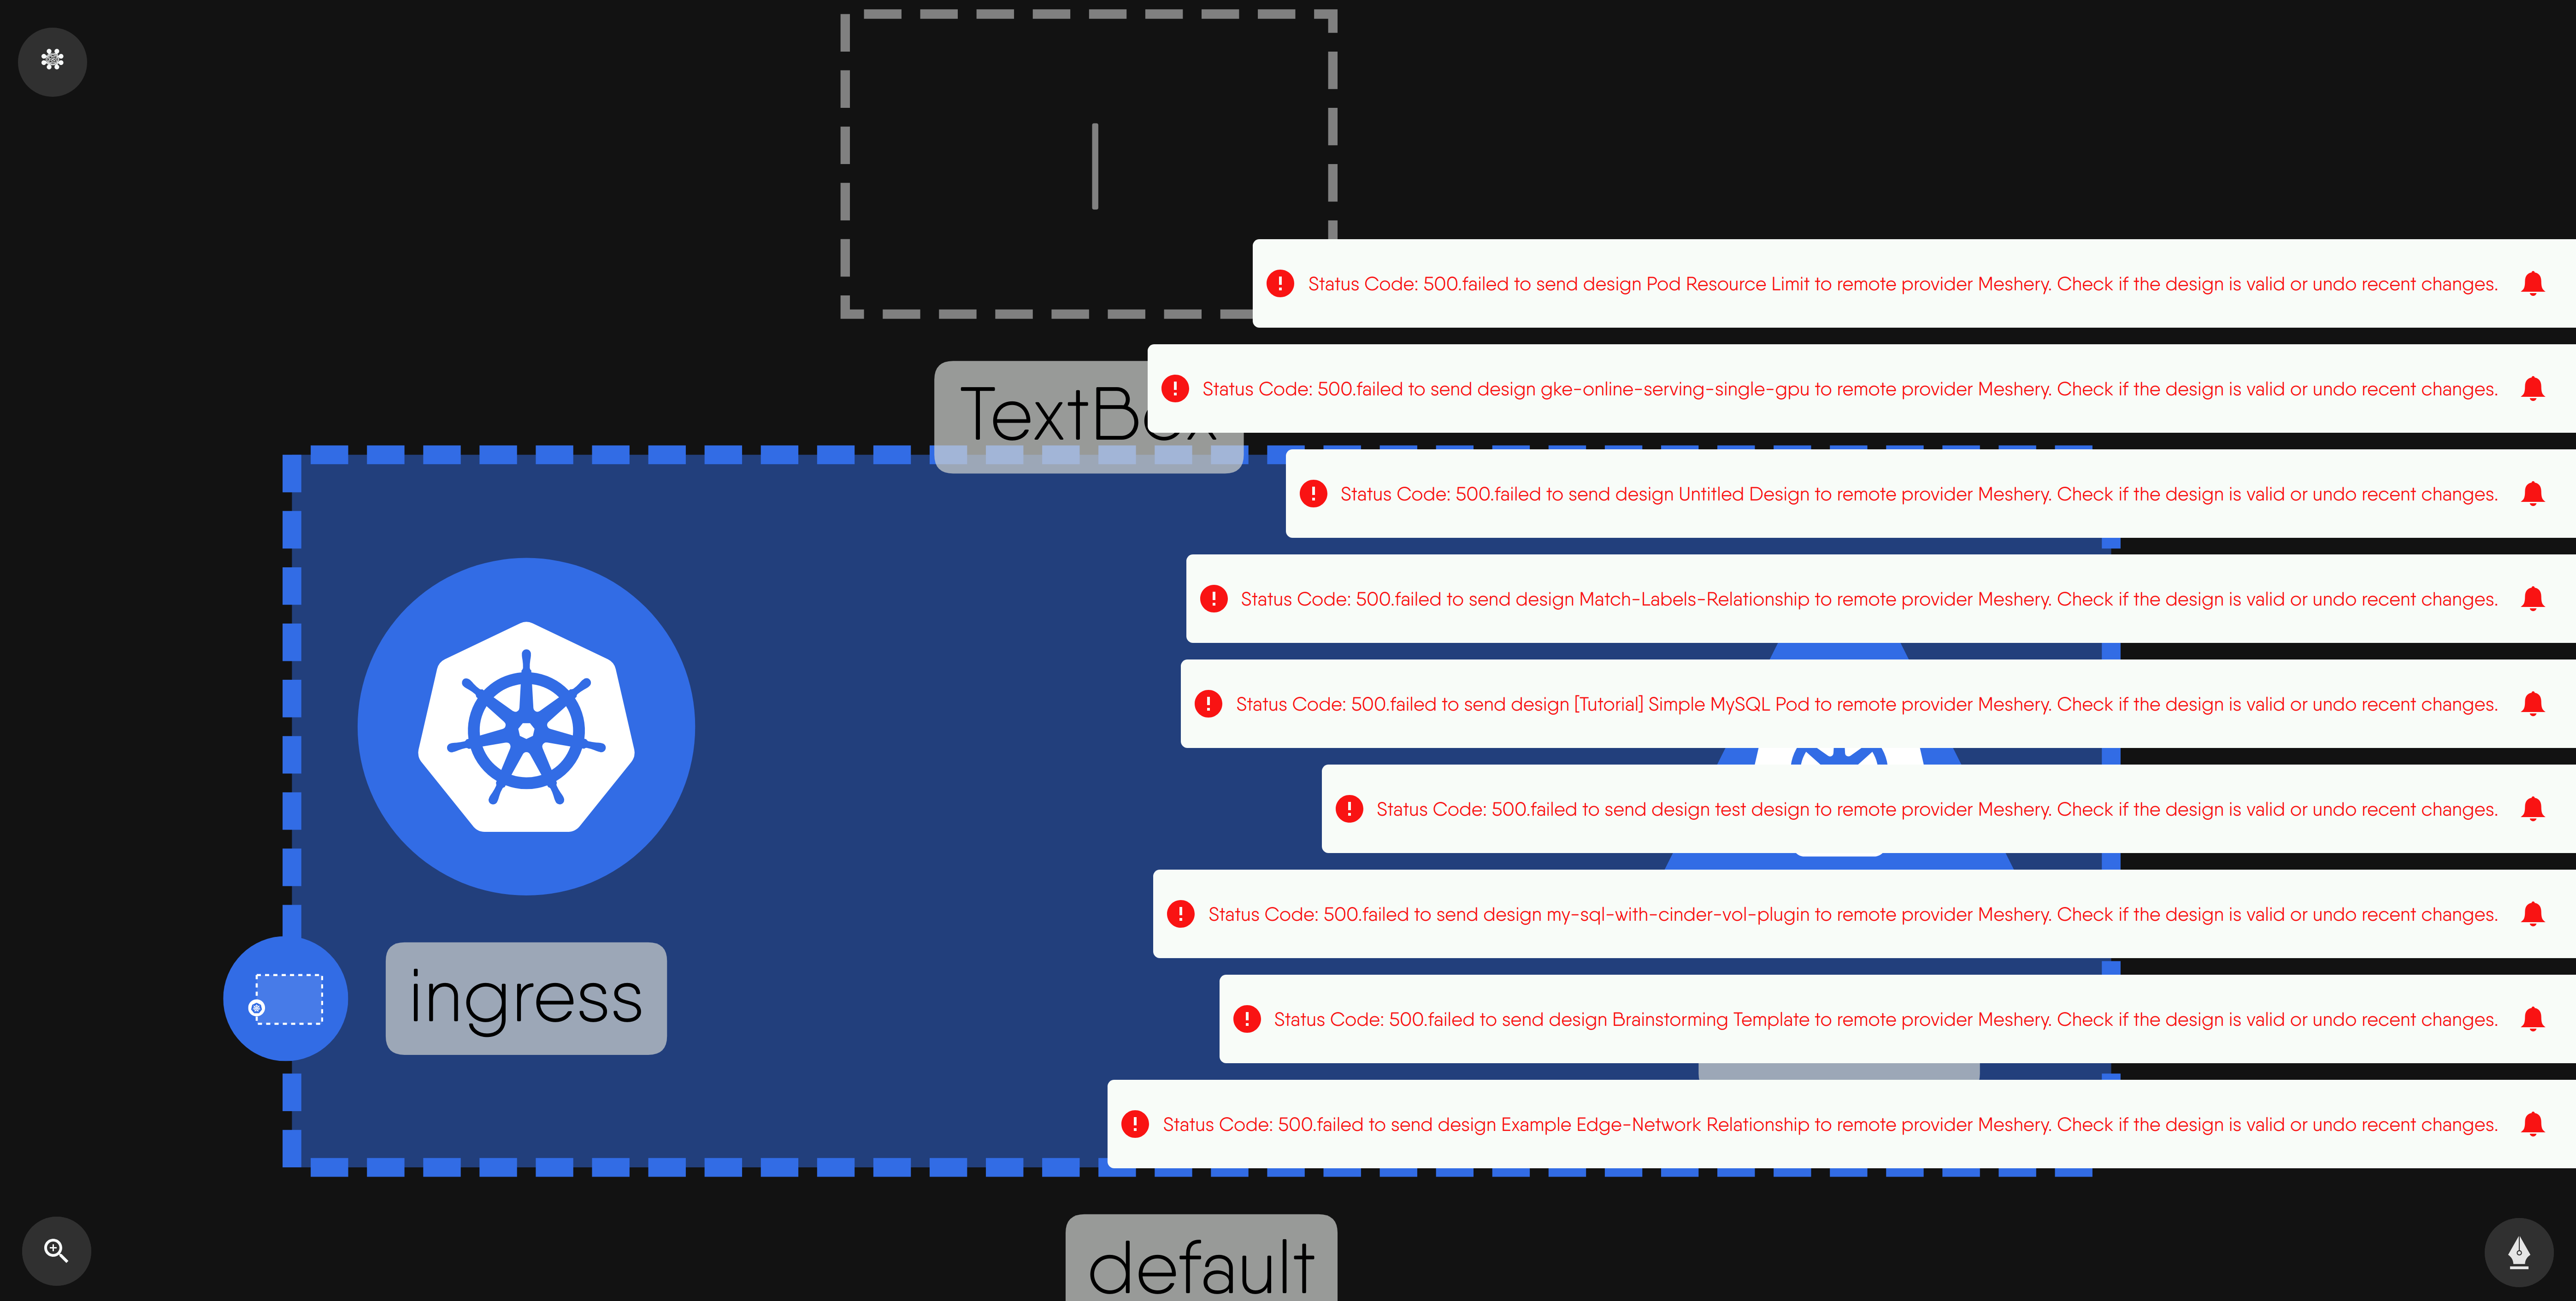 Status Code: 500.failed to send design Pod Resource Limit to remote provider Meshery. Check if the design is valid or undo recent changes.
TextBox
Status Code: 500.failed to send design gke-online-serving-single-gpu to remote provider Meshery. Check if the design is valid or undo recent changes.
Status Code: 500.failed to send design Untitled Design to remote provider Meshery. Check if the design is valid or undo recent changes.
Status Code: 500.failed to send design Match-Labels-Relationship to remote provider Meshery. Check if the design is valid or undo recent changes.
Status Code: 500.failed to send design [Tutorial] Simple MySQL Pod to remote provider Meshery. Check if the design is valid or undo recent changes.
Status Code: 500.failed to send design test design to remote provider Meshery. Check if the design is valid or undo recent changes.
Status Code: 500.failed to send design my-sql-with-cinder-vol-plugin to remote provider Meshery. Check if the design is valid or undo recent changes.
ingress
Status Code: 500.failed to send design Brainstorming Template to remote provider Meshery. Check if the design is valid or undo recent changes.
Status Code: 500.failed to send design Example Edge-Network Relationship to remote provider Meshery. Check if the design is valid or undo recent changes.
default